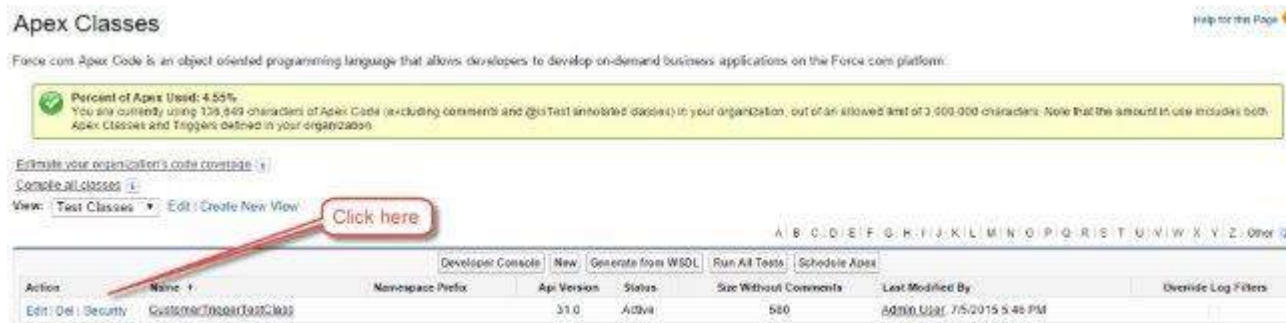 Apex Classes
Help for this Page
Force.com Apex Code is an object oriented programming language that allows developers to develop on-demand business applications on the Force.com platform.
Percent of Apex Used: 4.55%
You are currently using 136,649 characters of Apex Code (excluding comments and @isTest annotated classes) in your organization, out of an allowed limit of 3,000,000 characters. Note that the amount in use includes both
Apex Classes and Triggers defined in your organization.
Estimate your organization's code coverage i
Compile all classes i
View: Test Classes Edit | Create New View
Click here
A | B | C | D | E | F | G | H | I | J | K | L | M | N | O | P | Q | R | S | T | U | V | W | X | Y | Z | Other
Developer Console New Generate from WSDL Run All Tests Schedule Apex
Action Name ↑ Namespace Prefix Api Version Status Size Without Comments Last Modified By Override Log Filters
Edit | Del | Security CustomerTriggerTestClass 31.0 Active 580 Admin User, 7/5/2015 5:46 PM